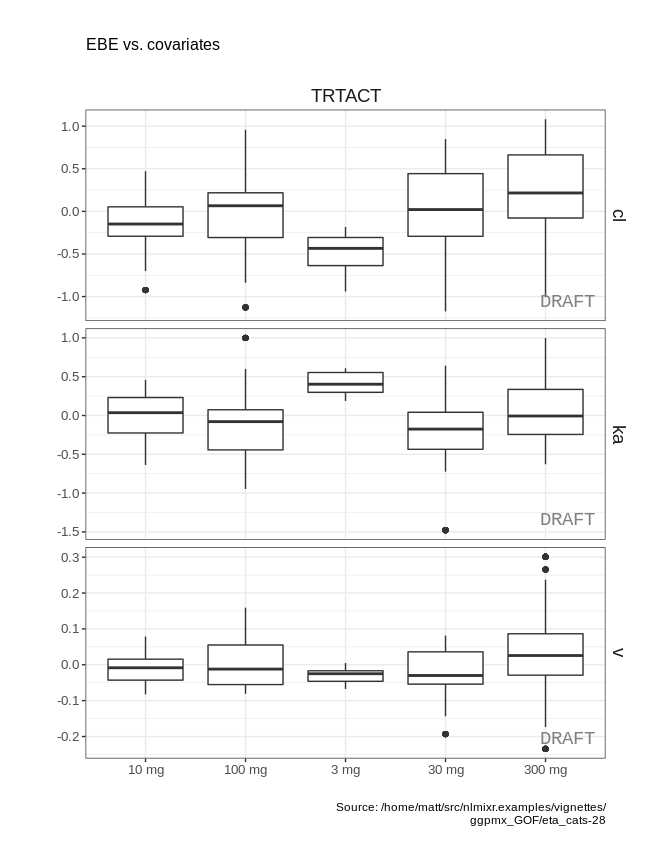 EBE vs. covariates
TRTACT
1.0
0.5
0.0
-0.5
-1.0
cl
DRAFT
1.0
0.5
0.0
-0.5
-1.0
-1.5
ka
DRAFT
0.3
0.2
0.1
0.0
-0.1
-0.2
v
DRAFT
10 mg 100 mg 3 mg 30 mg 300 mg
Source: /home/matt/src/nlmixr.examples/vignettes/
ggpmx_GOF/eta_cats-28